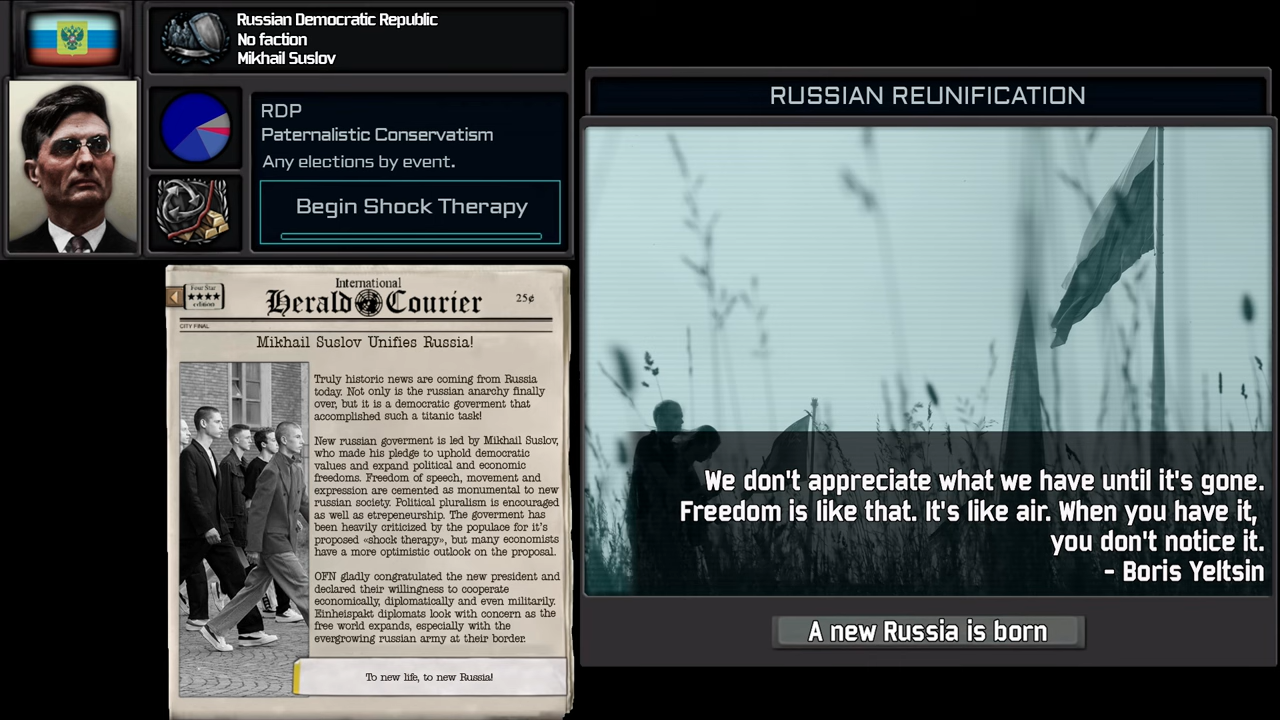 Russian Democratic Republic
No faction
Mikhail Suslov
RDP
Paternalistic Conservatism
Any elections by event.
Begin Shock Therapy
Four Star
edition
International
Herald Courier
25¢
CITY FINAL
Mikhail Suslov Unifies Russia!
Truly historic news are coming from Russia
today. Not only is the russian anarchy finally
over, but it is a democratic goverment that
accomplished such a titanic task!
New russian goverment is led by Mikhail Suslov,
who made his pledge to uphold democratic
values and expand political and economic
freedoms. Freedom of speech, movement and
expression are cemented as monumental to new
russian society. Political pluralism is encouraged
as well as etrepeneurship. The goverment has
been heavily criticized by the populace for it's
proposed «shock therapy», but many economists
have a more optimistic outlook on the proposal.
OFN gladly congratulated the new president and
declared their willingness to cooperate
economically, diplomatically and even militarily.
Einheispakt diplomats look with concern as the
free world expands, especially with the
evergrowing russian army at their border.
To new life, to new Russia!
RUSSIAN REUNIFICATION
We don't appreciate what we have until it's gone.
Freedom is like that. It's like air. When you have it,
you don't notice it.
- Boris Yeltsin
A new Russia is born